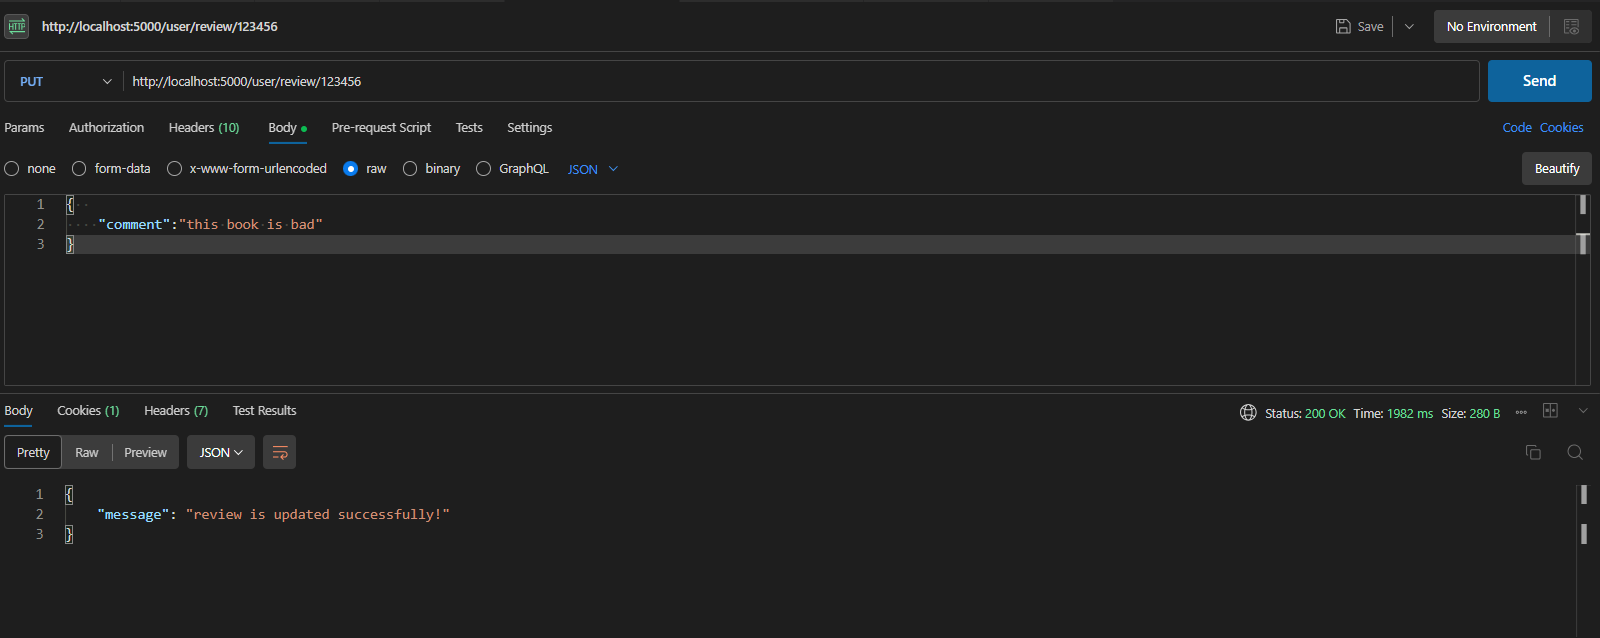 HTTP http://localhost:5000/user/review/123456 Save No Environment
PUT http://localhost:5000/user/review/123456 Send
Params Authorization Headers (10) Body Pre-request Script Tests Settings Code Cookies
none form-data x-www-form-urlencoded raw binary GraphQL JSON Beautify
1 {
2 "comment":"this book is bad"
3 }
Body Cookies (1) Headers (7) Test Results Status: 200 OK Time: 1982 ms Size: 280 B
Pretty Raw Preview JSON
1 {
2 "message": "review is updated successfully!"
3 }